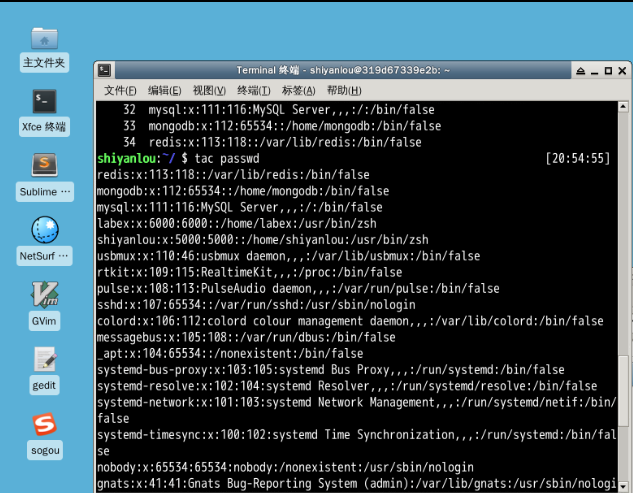 主文件夹
Xfce 终端
Sublime ···
NetSurf ···
GVim
gedit
sogou
Terminal 终端 - shiyanlou@319d67339e2b: ~
文件(F) 编辑(E) 视图(V) 终端(T) 标签(A) 帮助(H)
32 mysql:x:111:116:MySQL Server,,,:/:/bin/false
33 mongodb:x:112:65534::/home/mongodb:/bin/false
34 redis:x:113:118::/var/lib/redis:/bin/false
shiyanlou:~/ $ tac passwd [20:54:55]
redis:x:113:118::/var/lib/redis:/bin/false
mongodb:x:112:65534::/home/mongodb:/bin/false
mysql:x:111:116:MySQL Server,,,:/:/bin/false
labex:x:6000:6000::/home/labex:/usr/bin/zsh
shiyanlou:x:5000:5000::/home/shiyanlou:/usr/bin/zsh
usbmux:x:110:46:usbmux daemon,,,:/var/lib/usbmux:/bin/false
rtkit:x:109:115:RealtimeKit,,,:/proc:/bin/false
pulse:x:108:113:PulseAudio daemon,,,:/var/run/pulse:/bin/false
sshd:x:107:65534::/var/run/sshd:/usr/sbin/nologin
colord:x:106:112:colord colour management daemon,,,:/var/lib/colord:/bin/false
messagebus:x:105:108::/var/run/dbus:/bin/false
_apt:x:104:65534::/nonexistent:/bin/false
systemd-bus-proxy:x:103:105:systemd Bus Proxy,,,:/run/systemd:/bin/false
systemd-resolve:x:102:104:systemd Resolver,,,:/run/systemd/resolve:/bin/false
systemd-network:x:101:103:systemd Network Management,,,:/run/systemd/netif:/bin/
false
systemd-timesync:x:100:102:systemd Time Synchronization,,,:/run/systemd:/bin/fal
se
nobody:x:65534:65534:nobody:/nonexistent:/usr/sbin/nologin
gnats:x:41:41:Gnats Bug-Reporting System (admin):/var/lib/gnats:/usr/sbin/nologi